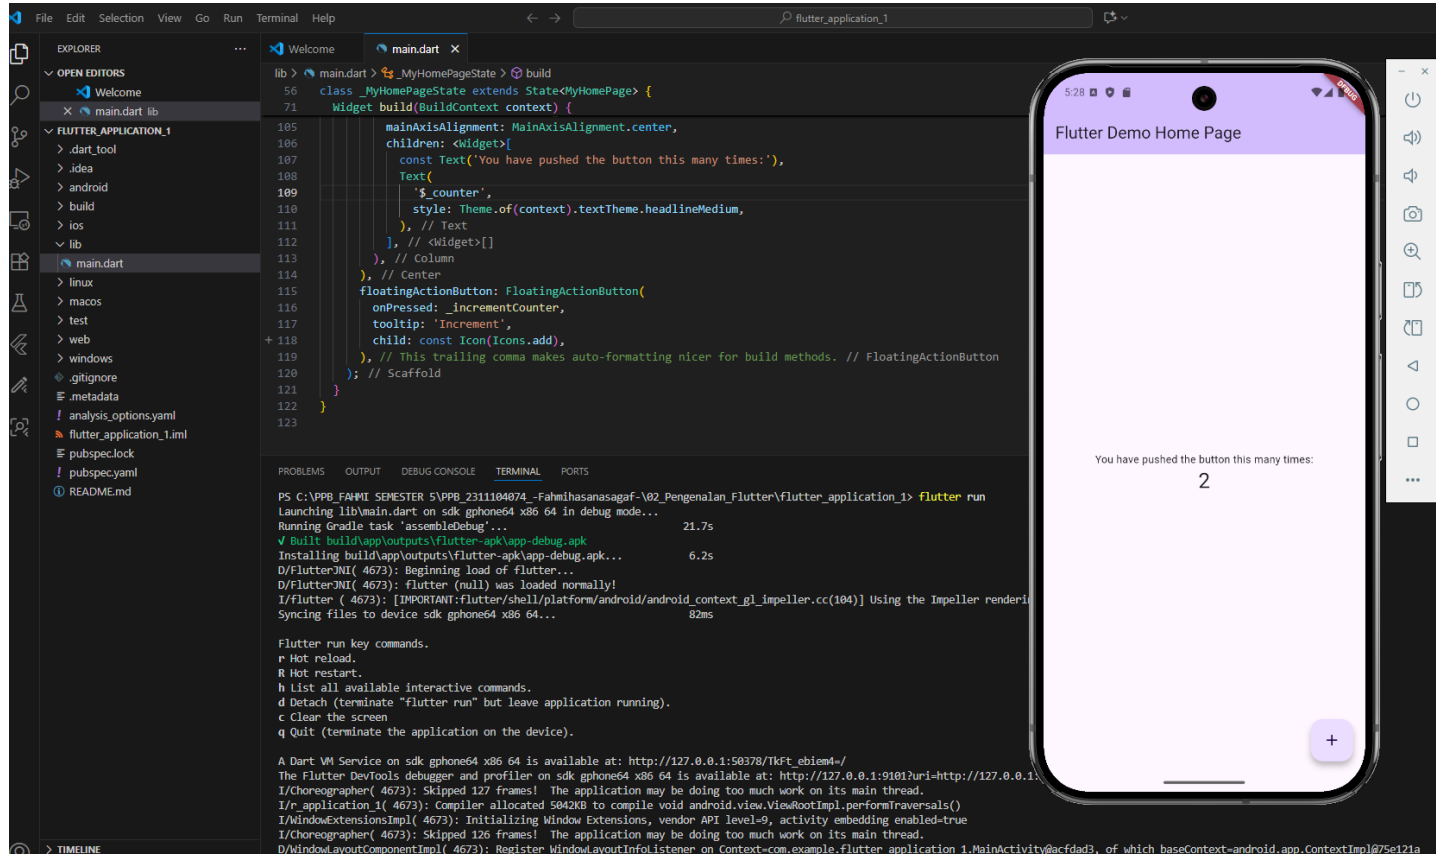 File Edit Selection View Go Run Terminal Help
flutter_application_1
EXPLORER
OPEN EDITORS
Welcome
main.dart lib
FLUTTER_APPLICATION_1
.dart_tool
.idea
android
build
ios
lib
main.dart
linux
macos
test
web
windows
.gitignore
.metadata
analysis_options.yaml
flutter_application_1.iml
pubspec.lock
pubspec.yaml
README.md
TIMELINE
Welcome
main.dart
lib > main.dart > _MyHomePageState > build
56 class _MyHomePageState extends State<MyHomePage> {
71 Widget build(BuildContext context) {
105 mainAxisAlignment: MainAxisAlignment.center,
106 children: <Widget>[
107 const Text('You have pushed the button this many times:'),
108 Text(
109 '$_counter',
110 style: Theme.of(context).textTheme.headlineMedium,
111 ), // Text
112 ], // <Widget>[]
113 ), // Column
114 ), // Center
115 floatingActionButton: FloatingActionButton(
116 onPressed: _incrementCounter,
117 tooltip: 'Increment',
118 child: const Icon(Icons.add),
119 ), // This trailing comma makes auto-formatting nicer for build methods. // FloatingActionButton
120 ); // Scaffold
121 }
122 }
123
PROBLEMS OUTPUT DEBUG CONSOLE TERMINAL PORTS
PS C:\PPB_FAHMI SEMESTER 5\PPB_2311104074_-Fahmihasanasagaf-\02_Pengenalan_Flutter\flutter_application_1> flutter run
Launching lib\main.dart on sdk gphone64 x86 64 in debug mode...
Running Gradle task 'assembleDebug'... 21.7s
√ Built build\app\outputs\flutter-apk\app-debug.apk
Installing build\app\outputs\flutter-apk\app-debug.apk... 6.2s
D/FlutterJNI( 4673): Beginning load of flutter...
D/FlutterJNI( 4673): flutter (null) was loaded normally!
I/flutter ( 4673): [IMPORTANT:flutter/shell/platform/android/android_context_gl_impeller.cc(104)] Using the Impeller renderin
Syncing files to device sdk gphone64 x86 64... 82ms
Flutter run key commands.
r Hot reload.
R Hot restart.
h List all available interactive commands.
d Detach (terminate "flutter run" but leave application running).
c Clear the screen
q Quit (terminate the application on the device).
A Dart VM Service on sdk gphone64 x86 64 is available at: http://127.0.0.1:50378/TkFt_ebiem4=/
The Flutter DevTools debugger and profiler on sdk gphone64 x86 64 is available at: http://127.0.0.1:9101?uri=http://127.0.0.1:
I/Choreographer( 4673): Skipped 127 frames! The application may be doing too much work on its main thread.
I/r_application_1( 4673): Compiler allocated 5042KB to compile void android.view.ViewRootImpl.performTraversals()
I/WindowExtensionsImpl( 4673): Initializing Window Extensions, vendor API level=9, activity embedding enabled=true
I/Choreographer( 4673): Skipped 126 frames! The application may be doing too much work on its main thread.
D/WindowLayoutComponentImpl( 4673): Register WindowLayoutInfoListener on Context=com.example.flutter_application_1.MainActivity@acfdad3, of which baseContext=android.app.ContextImpl@75e121a
5:28
DEBUG
Flutter Demo Home Page
You have pushed the button this many times:
2